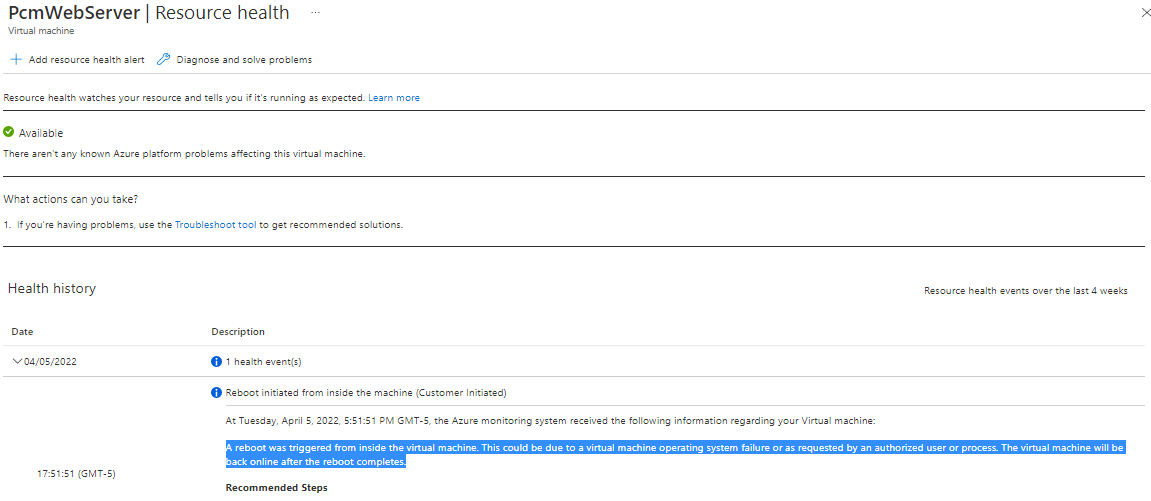 PcmWebServer | Resource health ...
Virtual machine
Add resource health alert Diagnose and solve problems
Resource health watches your resource and tells you if it's running as expected. Learn more
Available
There aren't any known Azure platform problems affecting this virtual machine.
What actions can you take?
1. If you're having problems, use the Troubleshoot tool to get recommended solutions.
Health history
Resource health events over the last 4 weeks
Date Description
04/05/2022 1 health event(s)
Reboot initiated from inside the machine (Customer Initiated)
At Tuesday, April 5, 2022, 5:51:51 PM GMT-5, the Azure monitoring system received the following information regarding your Virtual machine:
A reboot was triggered from inside the virtual machine. This could be due to a virtual machine operating system failure or as requested by an authorized user or process. The virtual machine will be
back online after the reboot completes.
17:51:51 (GMT-5)
Recommended Steps